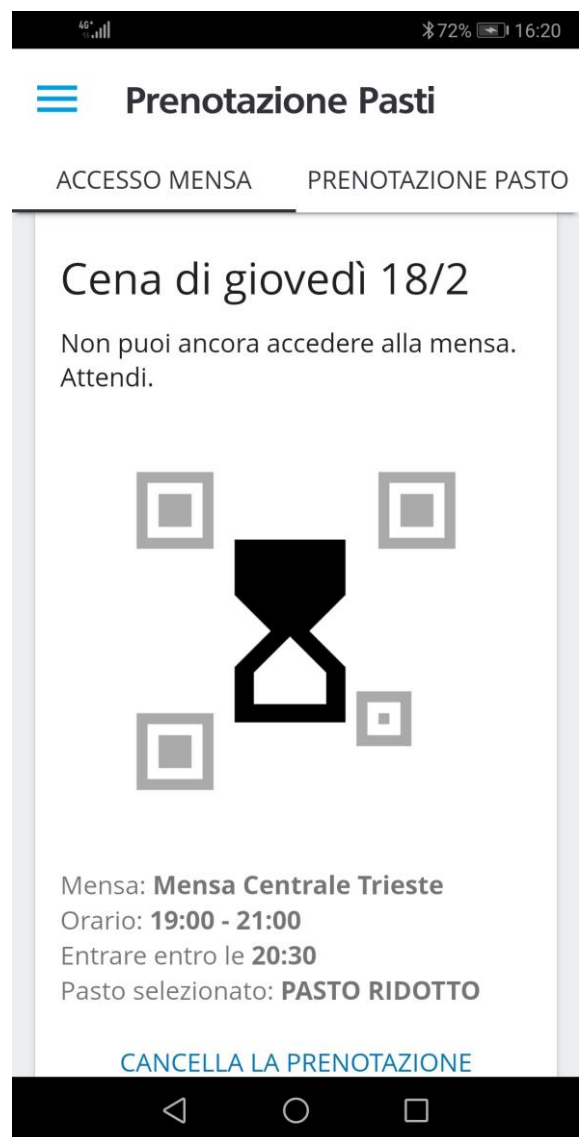 4G+ 72% 16:20
Prenotazione Pasti
ACCESSO MENSA PRENOTAZIONE PASTO
Cena di giovedì 18/2
Non puoi ancora accedere alla mensa.
Attendi.
Mensa: Mensa Centrale Trieste
Orario: 19:00 - 21:00
Entrare entro le 20:30
Pasto selezionato: PASTO RIDOTTO
CANCELLA LA PRENOTAZIONE